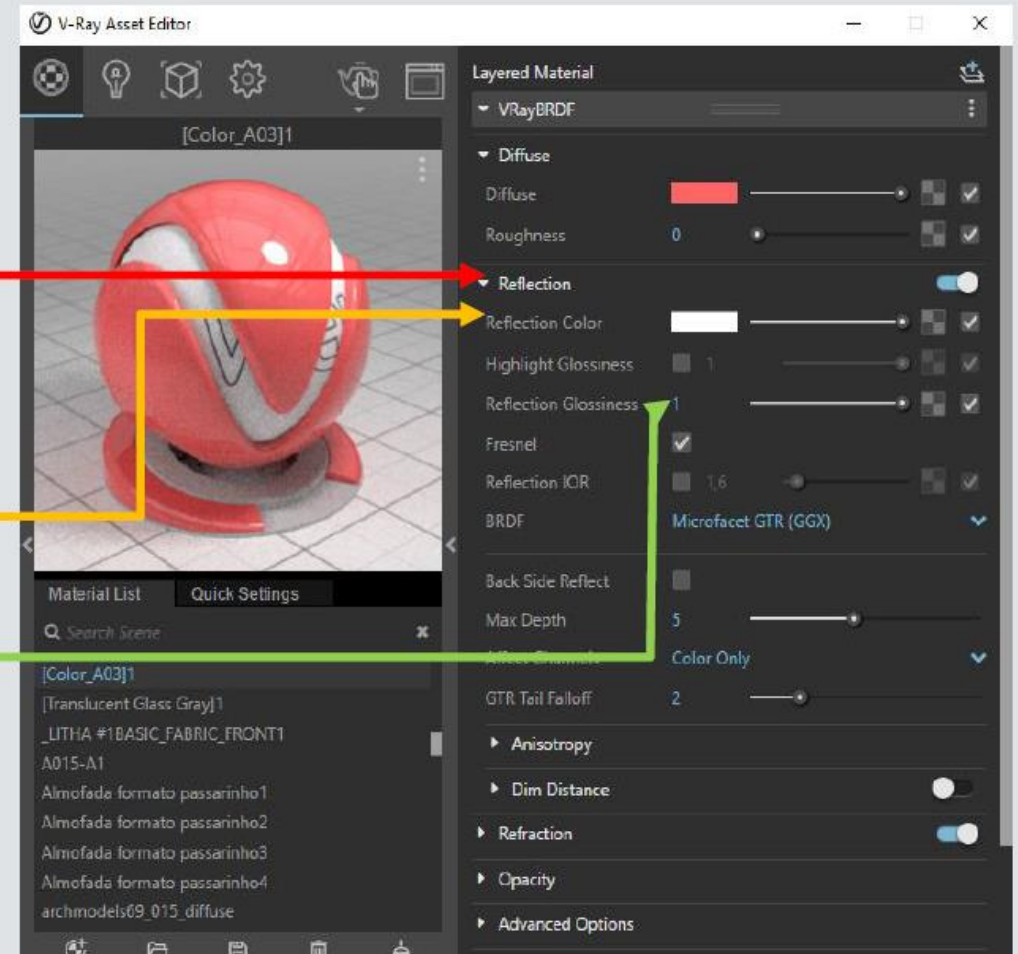 V-Ray Asset Editor
[Color_A03]1
Material List Quick Settings
Search Scene
[Color_A03]1
[Translucent Glass Gray]1
_LITHA #1BASIC_FABRIC_FRONT1
A015-A1
Almofada formato passarinho1
Almofada formato passarinho2
Almofada formato passarinho3
Almofada formato passarinho4
archmodels69_015_diffuse
Layered Material
VRayBRDF
Diffuse
Diffuse
Roughness 0
Reflection
Reflection Color
Highlight Glossiness 1
Reflection Glossiness 1
Fresnel
Reflection IOR 1,6
BRDF Microfacet GTR (GGX)
Back Side Reflect
Max Depth 5
Affect Channels Color Only
GTR Tail Falloff 2
Anisotropy
Dim Distance
Refraction
Opacity
Advanced Options